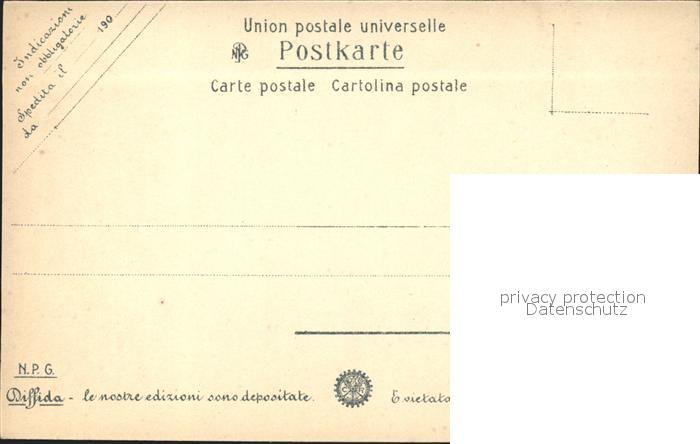 Union postale universelle
NPG Postkarte
Carte postale Cartolina postale
Indicazioni
non obbligatorie
Spedita il 190
da
privacy protection
Datenschutz
N.P.G.
Diffida - le nostre edizioni sono depositate. E vietata